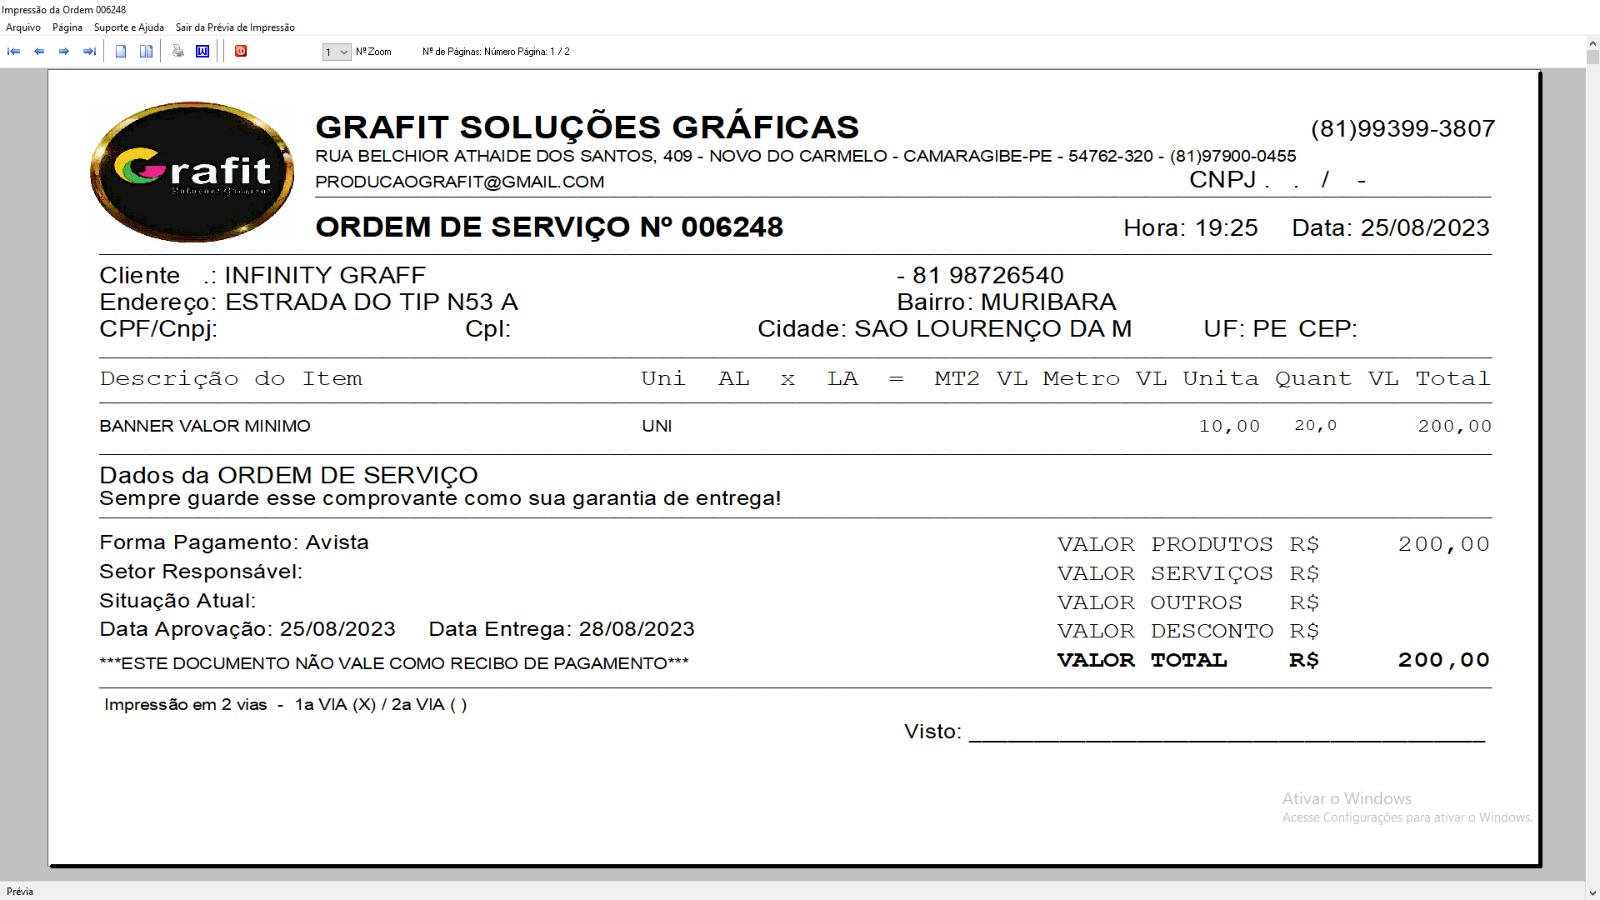 Impressão da Ordem 006248
Arquivo Página Suporte e Ajuda Sair da Prévia de Impressão
1 Nº Zoom Nº de Páginas: Número Página: 1 / 2
GRAFIT SOLUÇÕES GRÁFICAS (81)99399-3807
RUA BELCHIOR ATHAIDE DOS SANTOS, 409 - NOVO DO CARMELO - CAMARAGIBE-PE - 54762-320 - (81)97900-0455
PRODUCAOGRAFIT@GMAIL.COM CNPJ . . / -
Grafit
Soluções Gráficas
ORDEM DE SERVIÇO Nº 006248 Hora: 19:25 Data: 25/08/2023
Cliente .: INFINITY GRAFF - 81 98726540
Endereço: ESTRADA DO TIP N53 A Bairro: MURIBARA
CPF/Cnpj: Cpl: Cidade: SAO LOURENÇO DA M UF: PE CEP:
Descrição do Item Uni AL x LA = MT2 VL Metro VL Unita Quant VL Total
BANNER VALOR MINIMO UNI 10,00 20,0 200,00
Dados da ORDEM DE SERVIÇO
Sempre guarde esse comprovante como sua garantia de entrega!
Forma Pagamento: Avista VALOR PRODUTOS R$ 200,00
Setor Responsável: VALOR SERVIÇOS R$
Situação Atual: VALOR OUTROS R$
Data Aprovação: 25/08/2023 Data Entrega: 28/08/2023 VALOR DESCONTO R$
***ESTE DOCUMENTO NÃO VALE COMO RECIBO DE PAGAMENTO*** VALOR TOTAL R$ 200,00
Impressão em 2 vias - 1a VIA (X) / 2a VIA ( )
Visto: ________________________________________
Ativar o Windows
Acesse Configurações para ativar o Windows.
Prévia